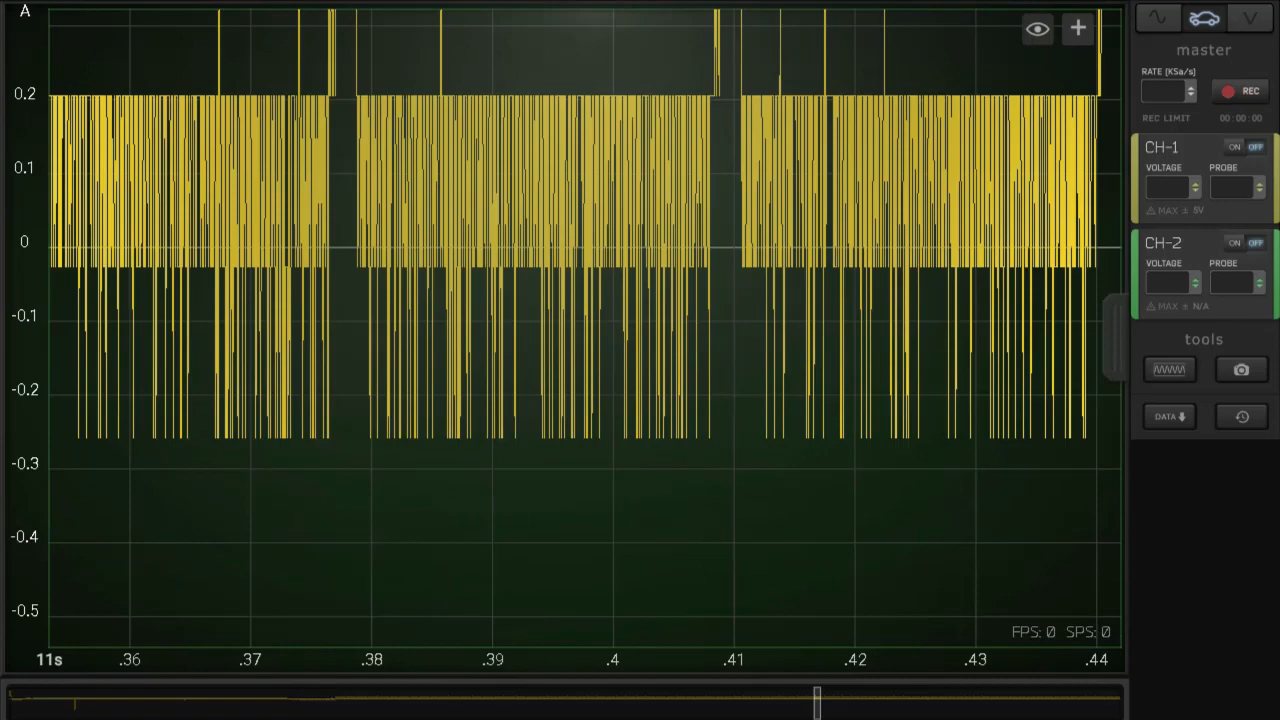 A
0.2
0.1
0
-0.1
-0.2
-0.3
-0.4
-0.5
11s .36 .37 .38 .39 .4 .41 .42 .43 .44
FPS: 0 SPS: 0
master
RATE [KSa/s]
REC
REC LIMIT 00:00:00
CH-1 ON OFF
VOLTAGE PROBE
MAX ± 5V
CH-2 ON OFF
VOLTAGE PROBE
MAX ± N/A
tools
DATA